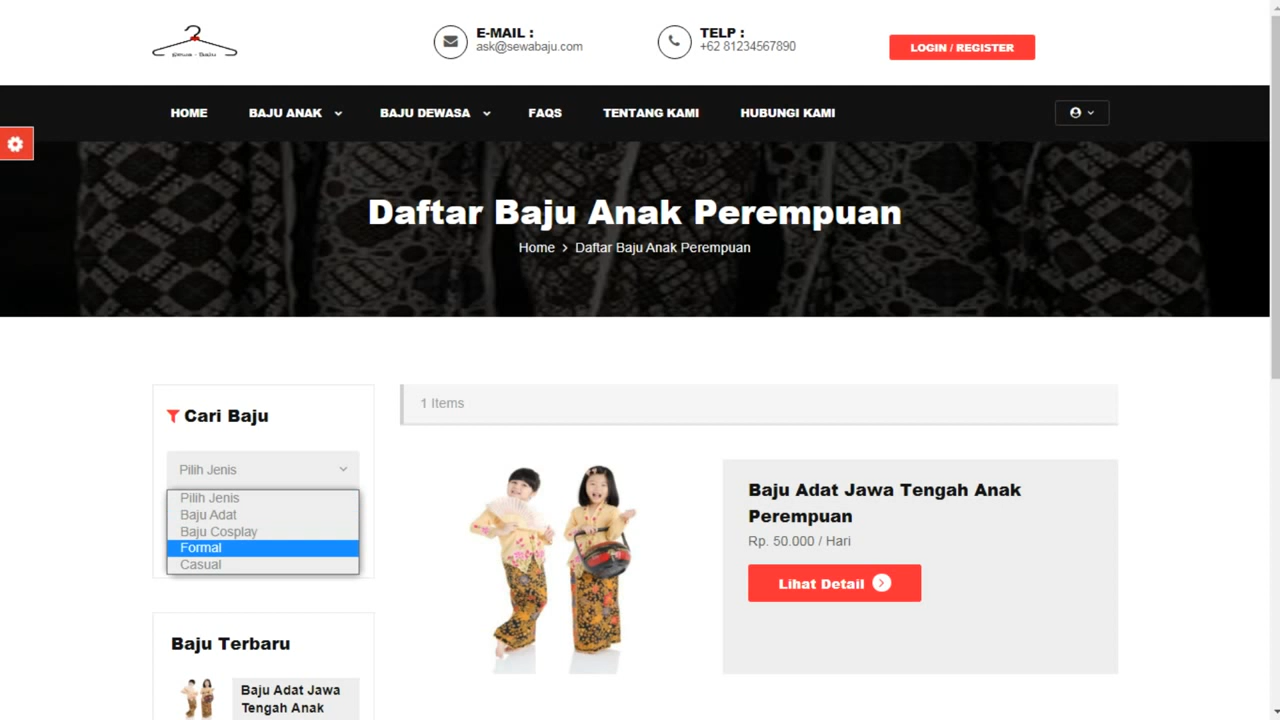 Sewa - Baju
E-MAIL :
ask@sewabaju.com
TELP :
+62 81234567890
LOGIN / REGISTER
HOME
BAJU ANAK
BAJU DEWASA
FAQS
TENTANG KAMI
HUBUNGI KAMI
Daftar Baju Anak Perempuan
Home > Daftar Baju Anak Perempuan
Cari Baju
Pilih Jenis
Pilih Jenis
Baju Adat
Baju Cosplay
Formal
Casual
1 Items
Baju Adat Jawa Tengah Anak
Perempuan
Rp. 50.000 / Hari
Lihat Detail
Baju Terbaru
Baju Adat Jawa
Tengah Anak